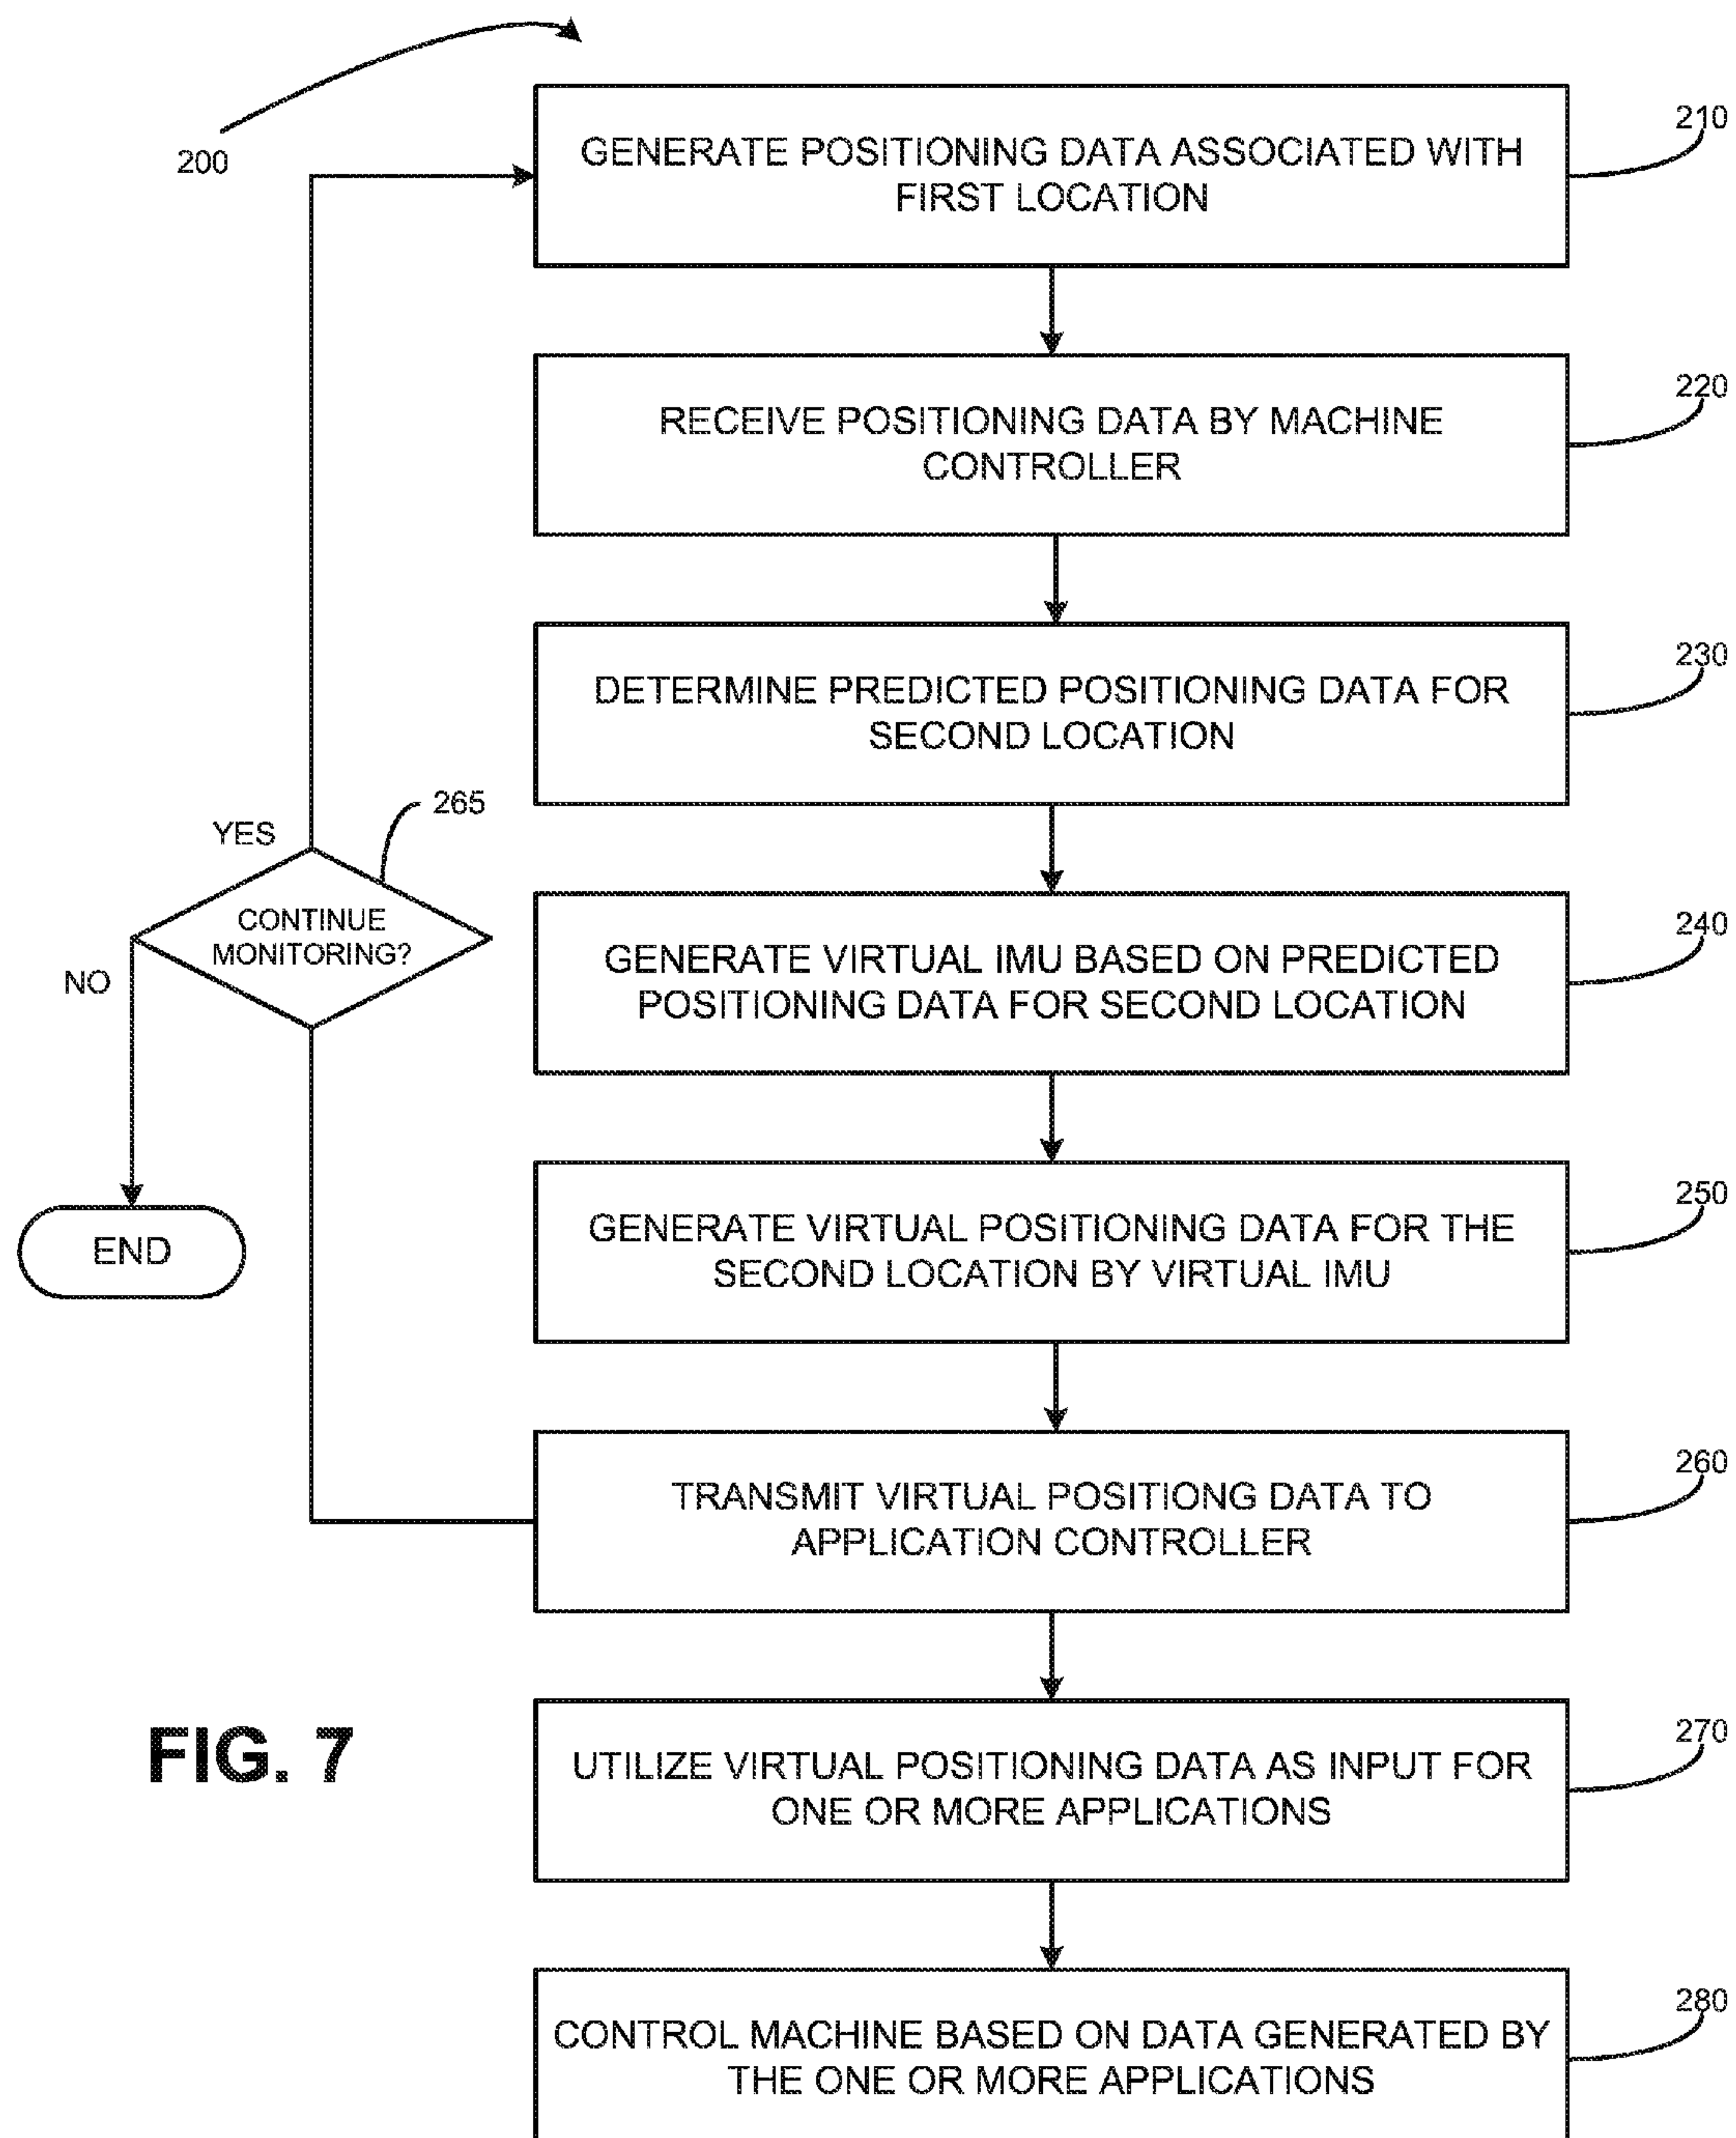 200
GENERATE POSITIONING DATA ASSOCIATED WITH
FIRST LOCATION
210
RECEIVE POSITIONING DATA BY MACHINE
CONTROLLER
220
DETERMINE PREDICTED POSITIONING DATA FOR
SECOND LOCATION
230
YES
265
CONTINUE
MONITORING?
NO
END
GENERATE VIRTUAL IMU BASED ON PREDICTED
POSITIONING DATA FOR SECOND LOCATION
240
GENERATE VIRTUAL POSITIONING DATA FOR THE
SECOND LOCATION BY VIRTUAL IMU
250
TRANSMIT VIRTUAL POSITIONG DATA TO
APPLICATION CONTROLLER
260
UTILIZE VIRTUAL POSITIONING DATA AS INPUT FOR
ONE OR MORE APPLICATIONS
270
CONTROL MACHINE BASED ON DATA GENERATED BY
THE ONE OR MORE APPLICATIONS
280
FIG. 7